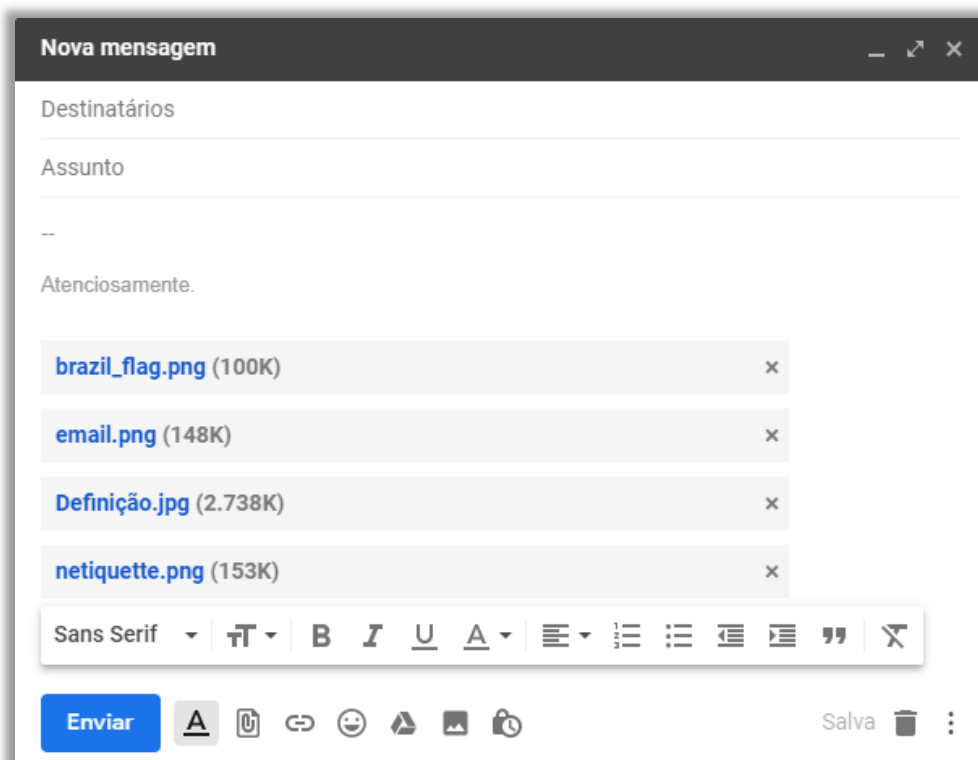 Nova mensagem
Destinatários
Assunto
--
Atenciosamente.
brazil_flag.png (100K)
email.png (148K)
Definição.jpg (2.738K)
netiquette.png (153K)
Sans Serif
Enviar
Salva